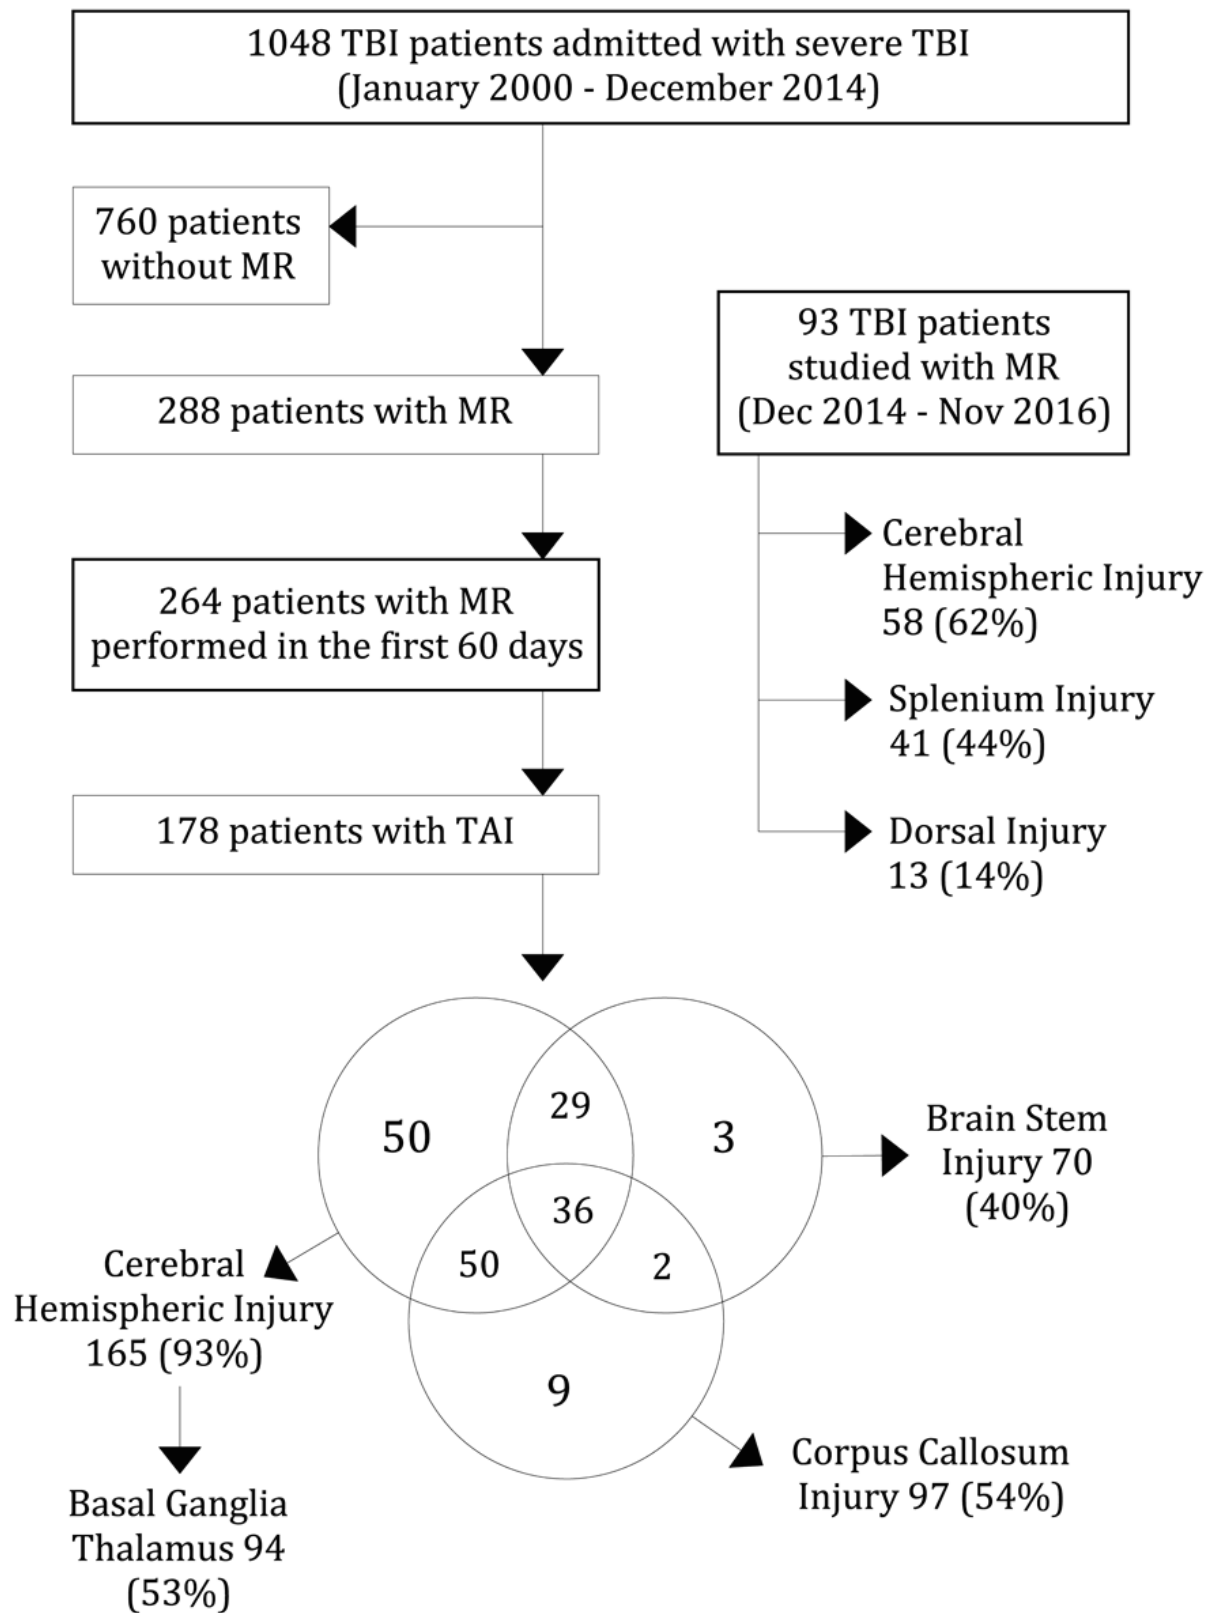 1048 TBI patients admitted with severe TBI
(January 2000 - December 2014)
760 patients
without MR
288 patients with MR
264 patients with MR
performed in the first 60 days
178 patients with TAI
93 TBI patients
studied with MR
(Dec 2014 - Nov 2016)
Cerebral
Hemispheric Injury
58 (62%)
Splenium Injury
41 (44%)
Dorsal Injury
13 (14%)
50
29
3
36
50
2
9
Brain Stem
Injury 70
(40%)
Cerebral
Hemispheric Injury
165 (93%)
Basal Ganglia
Thalamus 94
(53%)
Corpus Callosum
Injury 97 (54%)